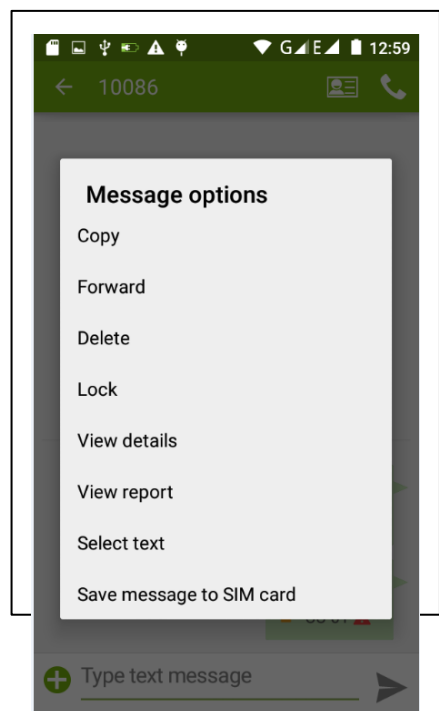 G E 12:59
10086
Message options
Copy
Forward
Delete
Lock
View details
View report
Select text
Save message to SIM card
Type text message